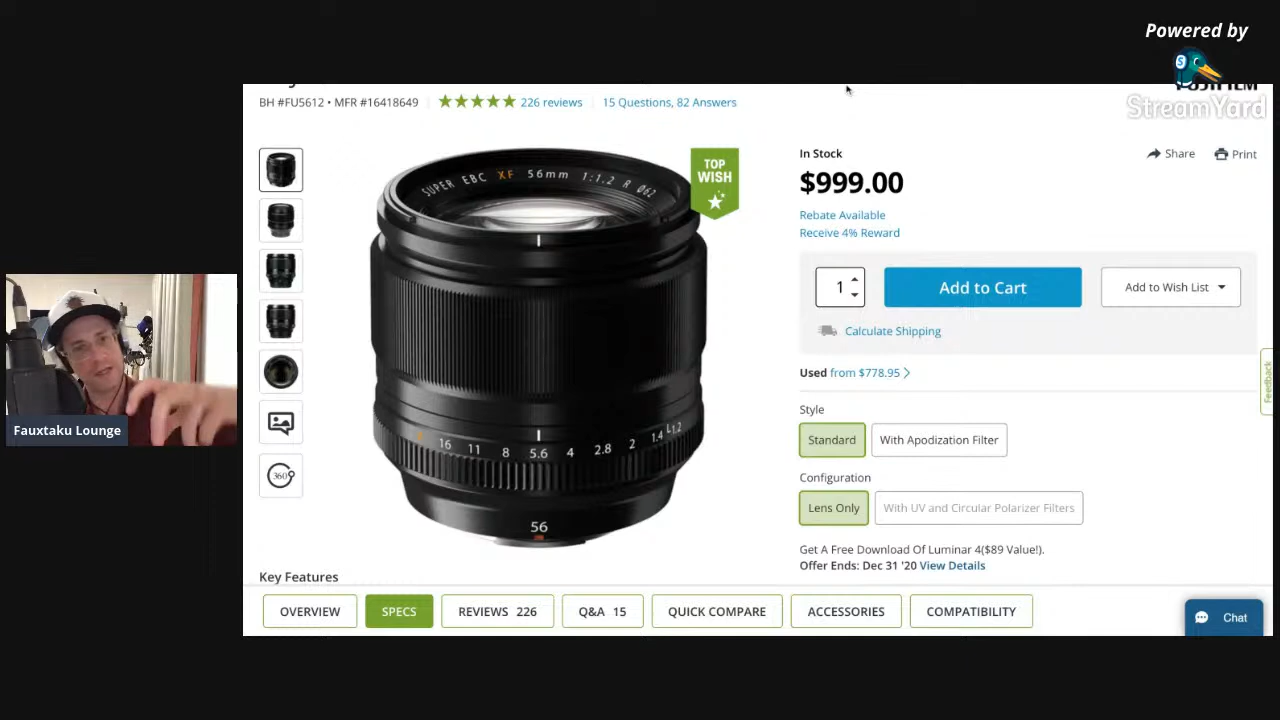 Powered by
StreamYard
BH #FU5612 • MFR #16418649
226 reviews
15 Questions, 82 Answers
SUPER EBC XF 56mm 1:1.2 R Ø62
TOP
WISH
16 11 8 5.6 4 2.8 2 1.4 L1.2
56
360
In Stock
Share
Print
$999.00
Rebate Available
Receive 4% Reward
1
Add to Cart
Add to Wish List
Calculate Shipping
Used from $778.95
Feedback
Style
Standard
With Apodization Filter
Configuration
Lens Only
With UV and Circular Polarizer Filters
Get A Free Download Of Luminar 4($89 Value!).
Offer Ends: Dec 31 '20 View Details
Fauxtaku Lounge
Key Features
OVERVIEW
SPECS
REVIEWS 226
Q&A 15
QUICK COMPARE
ACCESSORIES
COMPATIBILITY
Chat